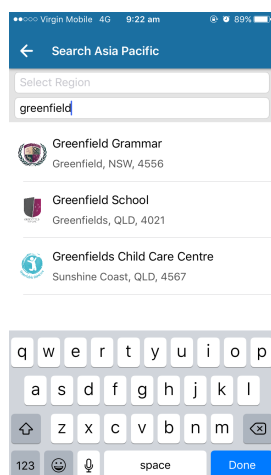 Virgin Mobile 4G 9:22 am 89%
Search Asia Pacific
Select Region
greenfield
Greenfield Grammar
Greenfield, NSW, 4556
Greenfield School
Greenfields, QLD, 4021
Greenfields Child Care Centre
Sunshine Coast, QLD, 4567
q w e r t y u i o p
a s d f g h j k l
z x c v b n m
123 space Done